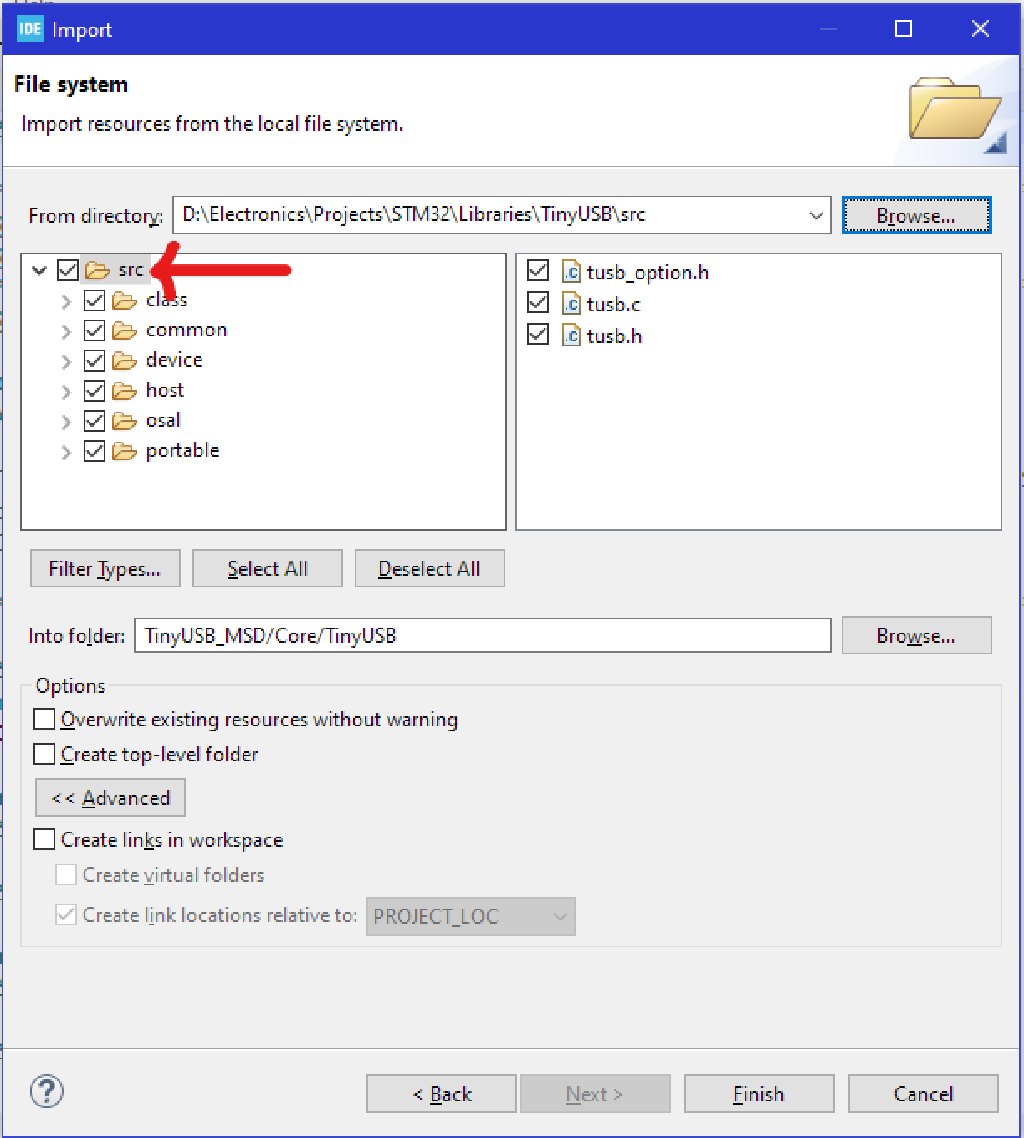 Help
IDE Import
File system
Import resources from the local file system.
From directory: D:\Electronics\Projects\STM32\Libraries\TinyUSB\src Browse...
src
class
common
device
host
osal
portable
tusb_option.h
tusb.c
tusb.h
Filter Types... Select All Deselect All
Into folder: TinyUSB_MSD/Core/TinyUSB Browse...
Options
Overwrite existing resources without warning
Create top-level folder
<< Advanced
Create links in workspace
Create virtual folders
Create link locations relative to: PROJECT_LOC
? < Back Next > Finish Cancel